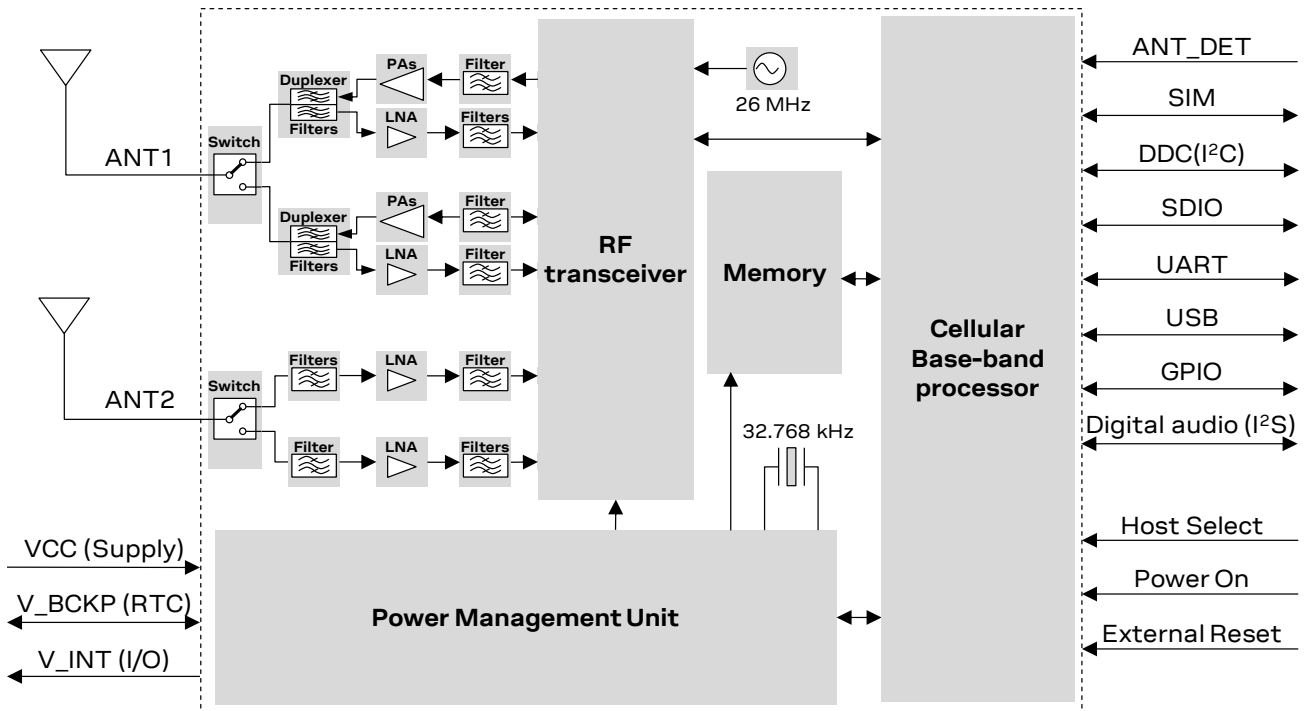 ANT_DET
PAs
Filter
Duplexer
26 MHz
SIM
LNA
Filters
Filters
Switch
ANT1
DDC(I²C)
PAs
Filter
SDIO
Duplexer
RF
transceiver
LNA
Filter
Filters
Memory
UART
USB
Cellular
Base-band
processor
Filters
LNA
Filter
GPIO
Switch
ANT2
Digital audio (I²S)
32.768 kHz
Filter
LNA
Filters
Host Select
VCC (Supply)
Power On
V_BCKP (RTC)
Power Management Unit
External Reset
V_INT (I/O)